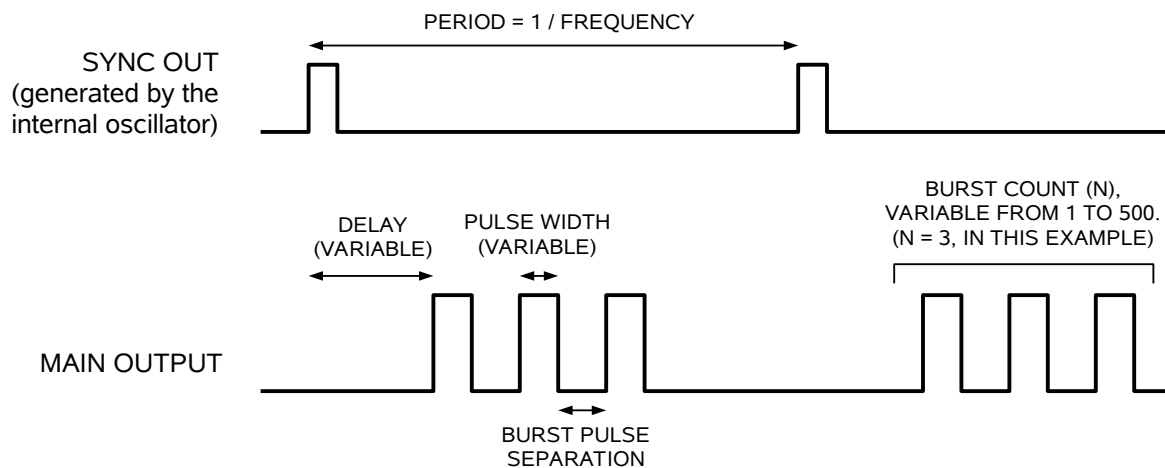 PERIOD = 1 / FREQUENCY
SYNC OUT
(generated by the
internal oscillator)
BURST COUNT (N),
VARIABLE FROM 1 TO 500.
(N = 3, IN THIS EXAMPLE)
DELAY
(VARIABLE)
PULSE WIDTH
(VARIABLE)
MAIN OUTPUT
BURST PULSE
SEPARATION